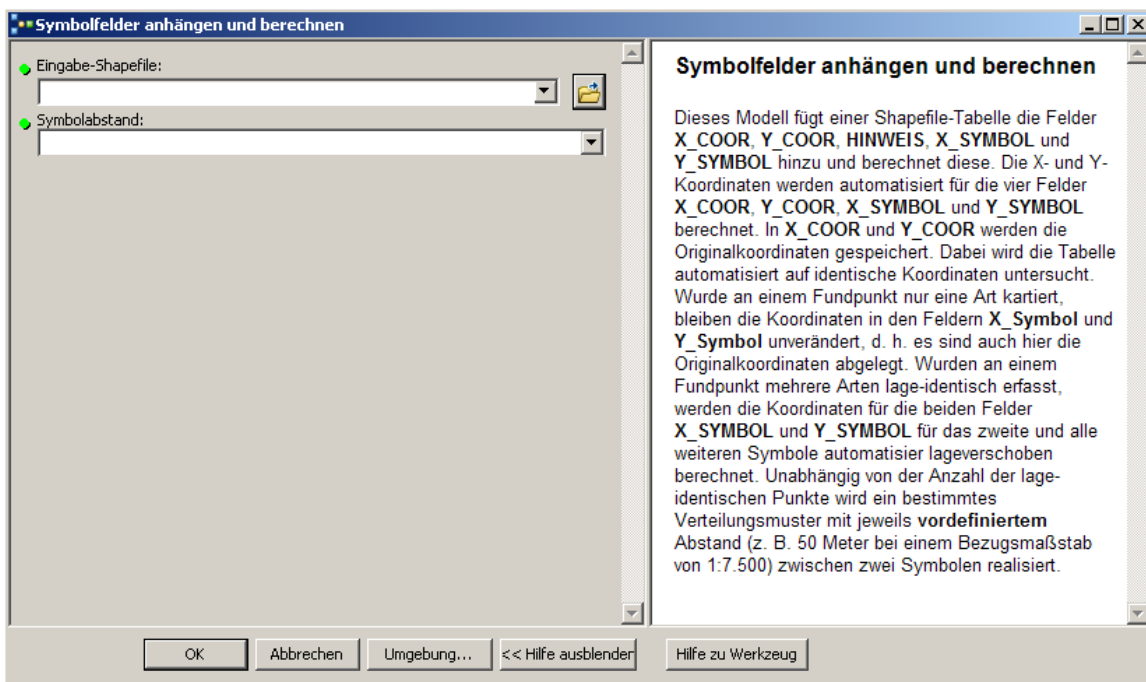 Symbolfelder anhängen und berechnen
Eingabe-Shapefile:
Symbolabstand:
Symbolfelder anhängen und berechnen
Dieses Modell fügt einer Shapefile-Tabelle die Felder
X_COOR, Y_COOR, HINWEIS, X_SYMBOL und
Y_SYMBOL hinzu und berechnet diese. Die X- und Y-
Koordinaten werden automatisiert für die vier Felder
X_COOR, Y_COOR, X_SYMBOL und Y_SYMBOL
berechnet. In X_COOR und Y_COOR werden die
Originalkoordinaten gespeichert. Dabei wird die Tabelle
automatisiert auf identische Koordinaten untersucht.
Wurde an einem Fundpunkt nur eine Art kartiert,
bleiben die Koordinaten in den Feldern X_Symbol und
Y_Symbol unverändert, d. h. es sind auch hier die
Originalkoordinaten abgelegt. Wurden an einem
Fundpunkt mehrere Arten lage-identisch erfasst,
werden die Koordinaten für die beiden Felder
X_SYMBOL und Y_SYMBOL für das zweite und alle
weiteren Symbole automatisier lageverschoben
berechnet. Unabhängig von der Anzahl der lage-
identischen Punkte wird ein bestimmtes
Verteilungsmuster mit jeweils vordefiniertem
Abstand (z. B. 50 Meter bei einem Bezugsmaßstab
von 1:7.500) zwischen zwei Symbolen realisiert.
OK Abbrechen Umgebung... << Hilfe ausblenden Hilfe zu Werkzeug